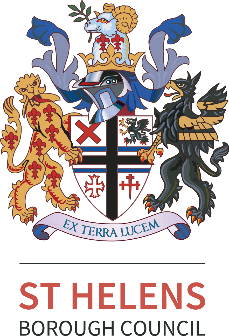 EX TERRA LUCEM
ST HELENS
BOROUGH COUNCIL